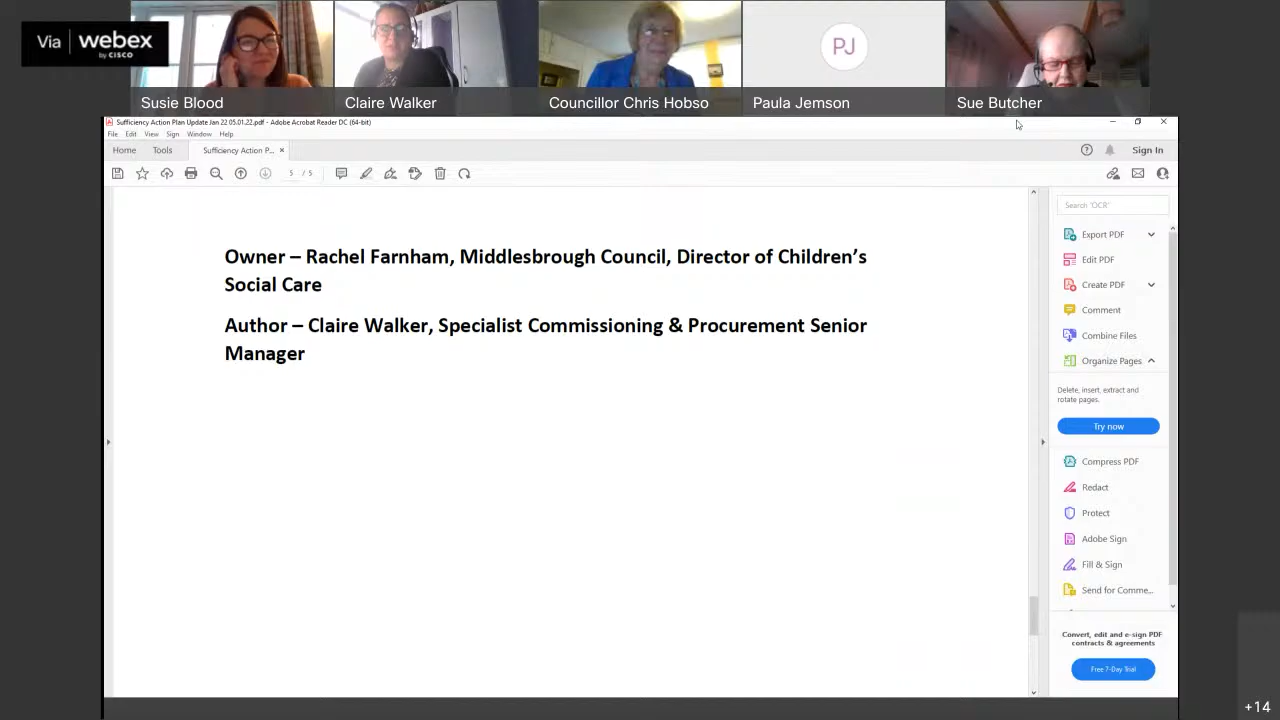 Via webex
by CISCO
Susie Blood
Claire Walker
Councillor Chris Hobso
PJ
Paula Jemson
Sue Butcher
Sufficiency Action Plan Update Jan 22 05.01.22.pdf - Adobe Acrobat Reader DC (64-bit)
File Edit View Sign Window Help
Home Tools Sufficiency Action P... × Sign In
5 / 5
Owner – Rachel Farnham, Middlesbrough Council, Director of Children's
Social Care
Author – Claire Walker, Specialist Commissioning & Procurement Senior
Manager
Search "OCR"
Export PDF
Edit PDF
Create PDF
Comment
Combine Files
Organize Pages
Delete, insert, extract and
rotate pages.
Try now
Compress PDF
Redact
Protect
Adobe Sign
Fill & Sign
Send for Comme...
Convert, edit and e-sign PDF
contracts & agreements
Free 7-Day Trial
+14